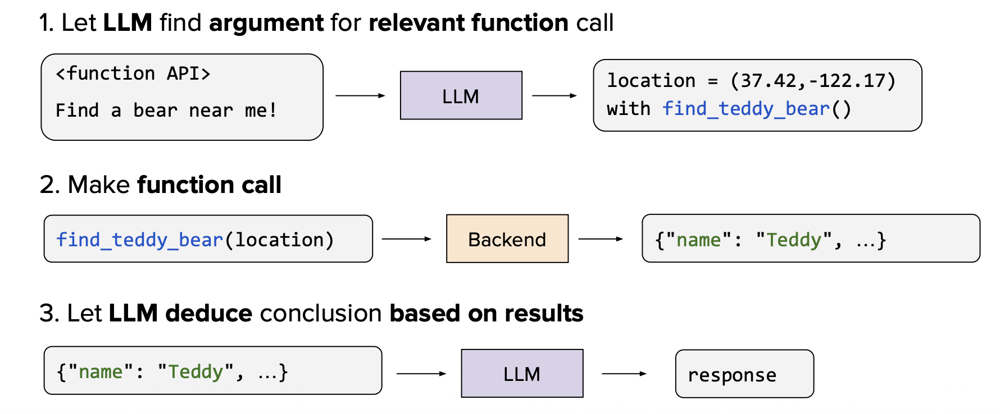 1. Let LLM find argument for relevant function call
<function API>
Find a bear near me!
LLM
location = (37.42,-122.17)
with find_teddy_bear()
2. Make function call
find_teddy_bear(location)
Backend
{"name": "Teddy", …}
3. Let LLM deduce conclusion based on results
{"name": "Teddy", …}
LLM
response